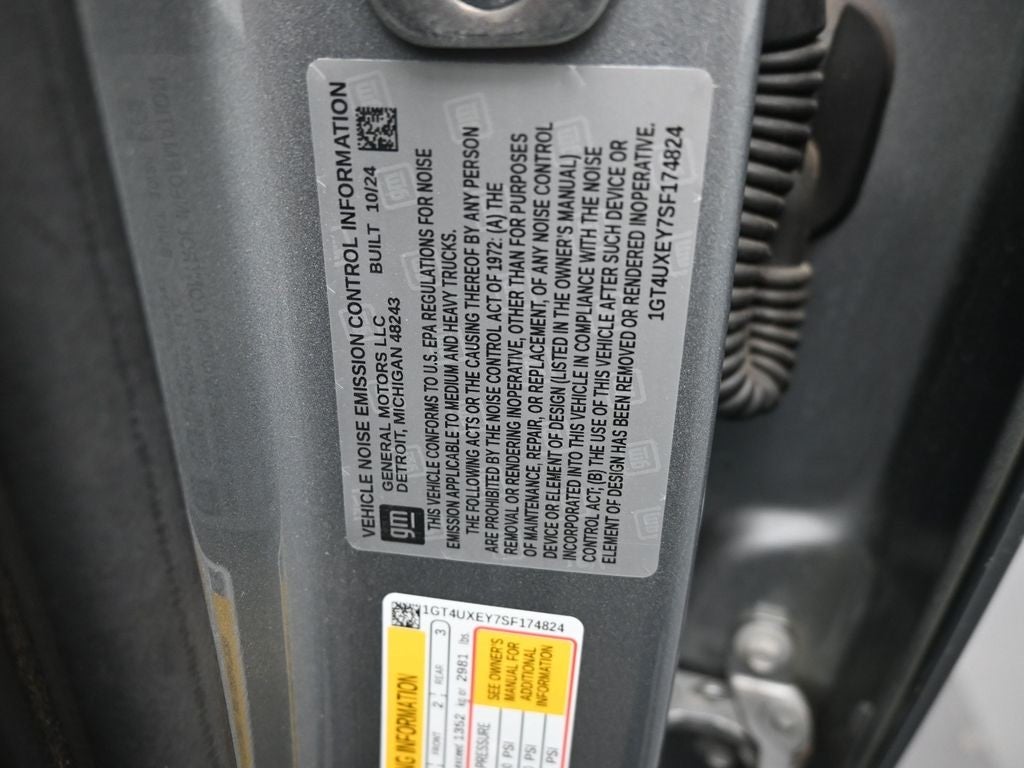 VEHICLE NOISE EMISSION CONTROL INFORMATION
gm
GENERAL MOTORS LLC BUILT 10/24
DETROIT, MICHIGAN 48243
THIS VEHICLE CONFORMS TO U.S. EPA REGULATIONS FOR NOISE
EMISSION APPLICABLE TO MEDIUM AND HEAVY TRUCKS.
THE FOLLOWING ACTS OR THE CAUSING THEREOF BY ANY PERSON
ARE PROHIBITED BY THE NOISE CONTROL ACT OF 1972: (A) THE
REMOVAL OR RENDERING INOPERATIVE, OTHER THAN FOR PURPOSES
OF MAINTENANCE, REPAIR, OR REPLACEMENT, OF ANY NOISE CONTROL
DEVICE OR ELEMENT OF DESIGN (LISTED IN THE OWNER'S MANUAL)
INCORPORATED INTO THIS VEHICLE IN COMPLIANCE WITH THE NOISE
CONTROL ACT; (B) THE USE OF THIS VEHICLE AFTER SUCH DEVICE OR
ELEMENT OF DESIGN HAS BEEN REMOVED OR RENDERED INOPERATIVE.
1GT4UXEY7SF174824
1GT4UXEY7SF174824
INFORMATION
FRONT 2 REAR 3
1352 kg or 2981 lbs.
PRESSURE
SEE OWNER'S
MANUAL FOR
ADDITIONAL
INFORMATION
PSI
PSI
PSI